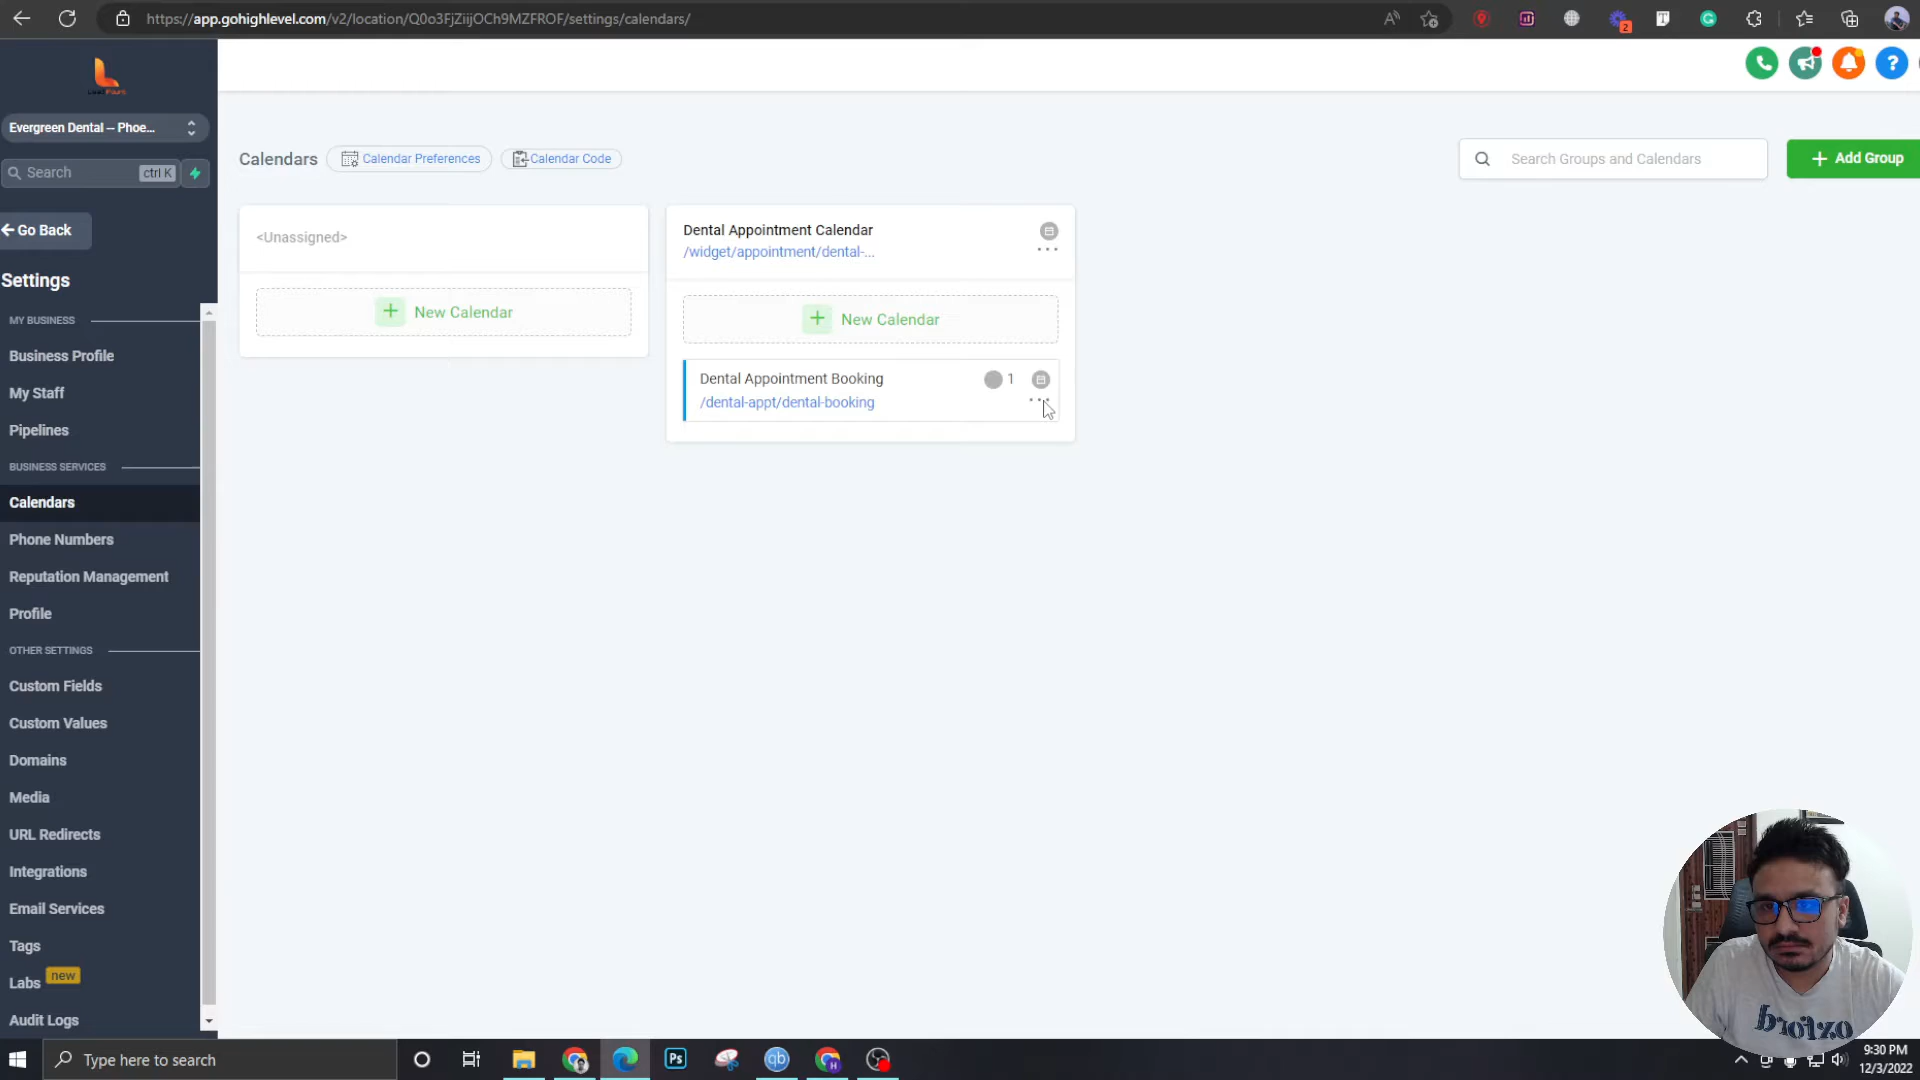 https://app.gohighlevel.com/v2/location/Q0o3FjZiijOCh9MZFROF/settings/calendars/
2
Evergreen Dental – Phoe...
Search
ctrl K
Go Back
Settings
MY BUSINESS
Business Profile
My Staff
Pipelines
BUSINESS SERVICES
Calendars
Phone Numbers
Reputation Management
Profile
OTHER SETTINGS
Custom Fields
Custom Values
Domains
Media
URL Redirects
Integrations
Email Services
Tags
Labs new
Audit Logs
Calendars
Calendar Preferences
Calendar Code
Search Groups and Calendars
+ Add Group
<Unassigned>
+ New Calendar
Dental Appointment Calendar
/widget/appointment/dental-...
+ New Calendar
Dental Appointment Booking
1
/dental-appt/dental-booking
oxford
Type here to search
Ps
qb
H
9:30 PM
12/3/2022